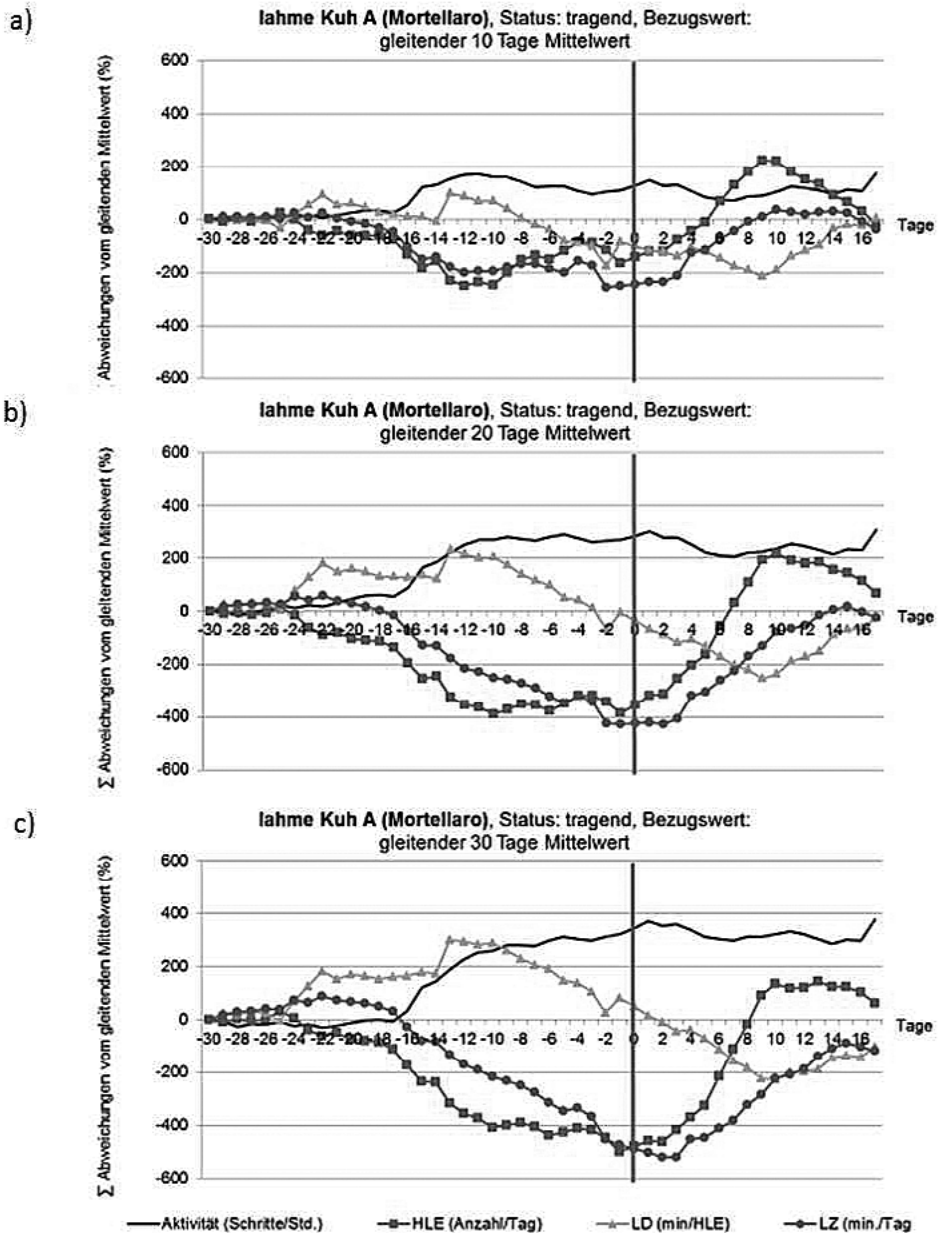 a)
lahme Kuh A (Mortellaro), Status: tragend, Bezugswert:
gleitender 10 Tage Mittelwert
Abweichungen vom gleitenden Mittelwert (%)
600
400
200
0
-200
-400
-600
-30 -28 -26 -24 -22 -20 -18 -16 -14 -12 -10 -8 -6 -4 -2 0 2 4 6 8 10 12 14 16
Tage
b)
lahme Kuh A (Mortellaro), Status: tragend, Bezugswert:
gleitender 20 Tage Mittelwert
∑ Abweichungen vom gleitenden Mittelwert (%)
600
400
200
0
-200
-400
-600
-30 -28 -26 -24 -22 -20 -18 -16 -14 -12 -10 -8 -6 -4 -2 0 2 4 6 8 10 12 14 16
Tage
c)
lahme Kuh A (Mortellaro), Status: tragend, Bezugswert:
gleitender 30 Tage Mittelwert
∑ Abweichungen vom gleitenden Mittelwert (%)
600
400
200
0
-200
-400
-600
-30 -28 -26 -24 -22 -20 -18 -16 -14 -12 -10 -8 -6 -4 -2 0 2 4 6 8 10 12 14 16
Tage
Aktivität (Schritte/Std.) HLE (Anzahl/Tag) LD (min/HLE) LZ (min./Tag